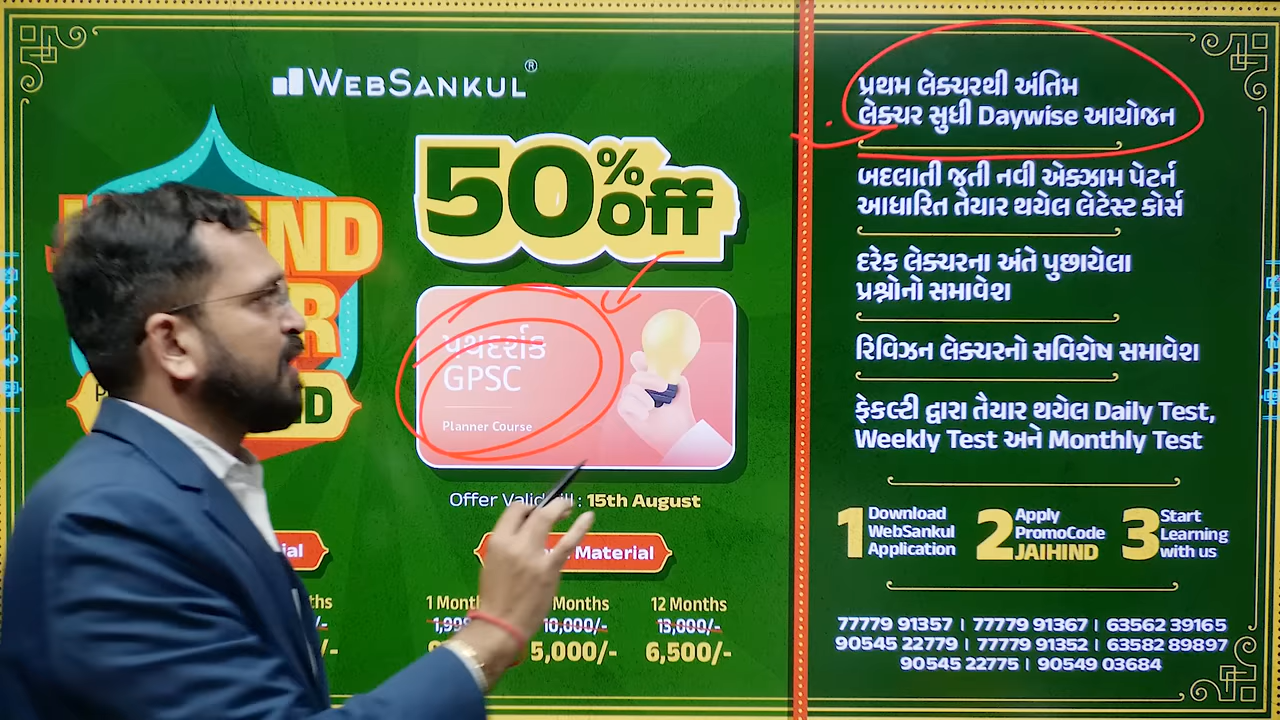 WEBSANKUL®
50% off
પથદર્શક
GPSC
Planner Course
Offer Valid : 15th August
Material
1 Month
Months
12 Months
10,000/-
13,000/-
5,000/-
6,500/-
પ્રથમ લેક્ચરથી અંતિમ
લેક્ચર સુધી Daywise આયોજન
બદલાતી જતી નવી એક્ઝામ પેટર્ન
આધારિત તૈયાર થયેલ લેટેસ્ટ કોર્સ
દરેક લેક્ચરના અંતે પુછાયેલા
પ્રશ્નોનો સમાવેશ
રિવિઝન લેક્ચરનો સવિશેષ સમાવેશ
ફેકલ્ટી દ્વારા તૈયાર થયેલ Daily Test,
Weekly Test અને Monthly Test
1 Download
WebSankul
Application
2 Apply
PromoCode
JAIHIND
3 Start
Learning
with us
77779 91357 | 77779 91367 | 63562 39165
90545 22779 | 77779 91352 | 63582 89897
90545 22775 | 90549 03684